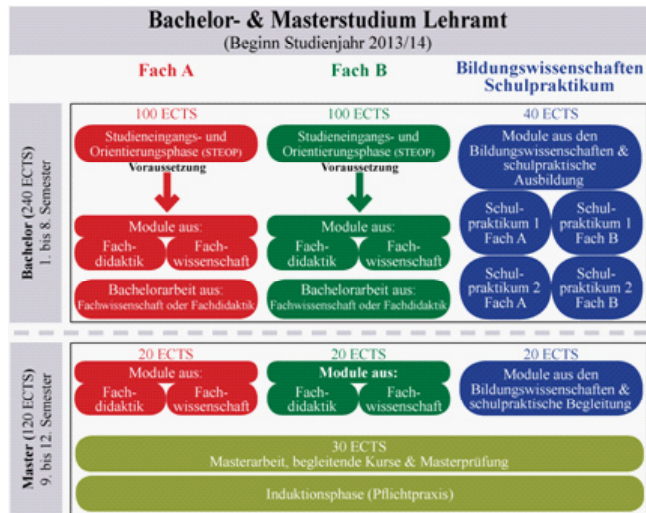 Bachelor- & Masterstudium Lehramt
(Beginn Studienjahr 2013/14)
Fach A
Fach B
Bildungswissenschaften
Schulpraktikum
Bachelor (240 ECTS)
1. bis 8. Semester
100 ECTS
Studieneingangs- und
Orientierungsphase (STEOP)
Voraussetzung
Module aus:
Fach-
didaktik
Fach-
wissenschaft
Bachelorarbeit aus:
Fachwissenschaft oder Fachdidaktik
100 ECTS
Studieneingangs- und
Orientierungsphase (STEOP)
Voraussetzung
Module aus:
Fach-
didaktik
Fach-
wissenschaft
Bachelorarbeit aus:
Fachwissenschaft oder Fachdidaktik
40 ECTS
Module aus den
Bildungswissenschaften &
schulpraktische
Ausbildung
Schul-
praktikum 1
Fach A
Schul-
praktikum 1
Fach B
Schul-
praktikum 2
Fach A
Schul-
praktikum 2
Fach B
Master (120 ECTS)
9. bis 12. Semester
20 ECTS
Module aus:
Fach-
didaktik
Fach-
wissenschaft
20 ECTS
Module aus:
Fach-
didaktik
Fach-
wissenschaft
20 ECTS
Module aus den
Bildungswissenschaften &
schulpraktische Begleitung
30 ECTS
Masterarbeit, begleitende Kurse & Masterprüfung
Induktionsphase (Pflichtpraxis)